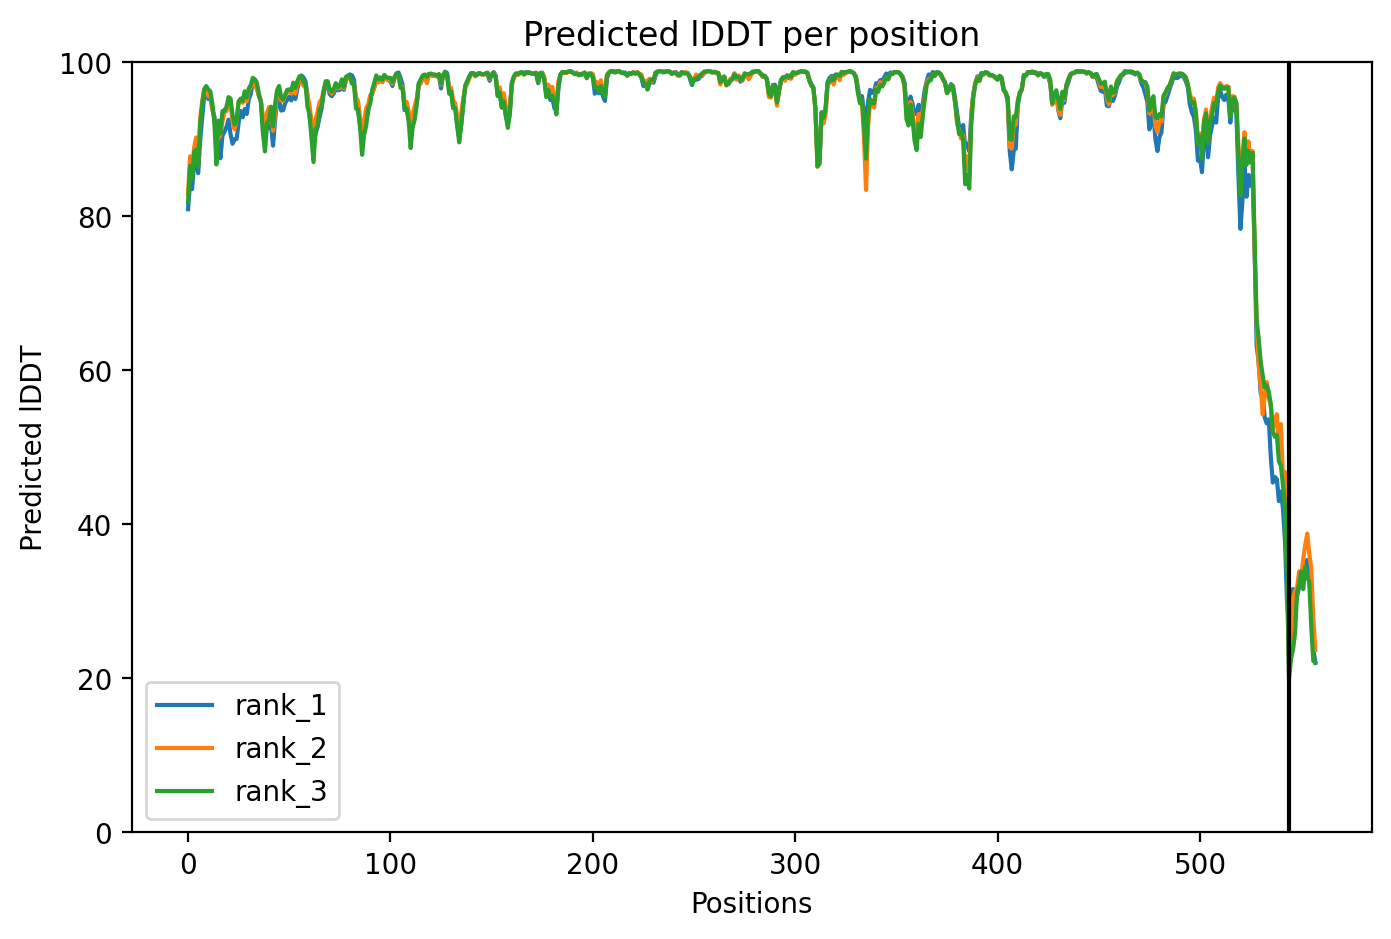 Predicted lDDT per position
100
80
60
40
20
0
Predicted lDDT
rank_1
rank_2
rank_3
0 100 200 300 400 500
Positions